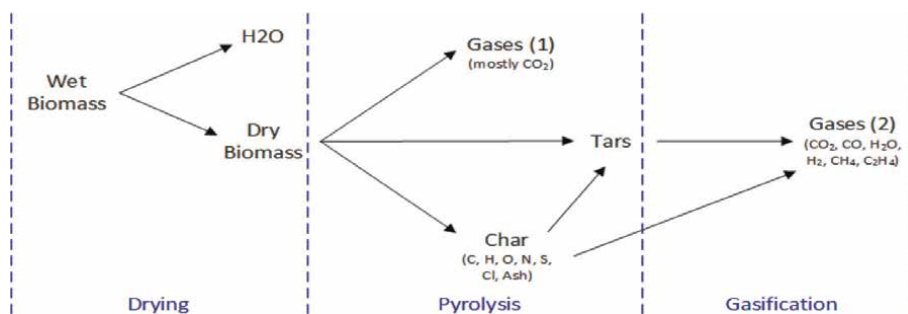 H2O
Wet
Biomass
Dry
Biomass
Gases (1)
(mostly CO₂)
Tars
Char
(C, H, O, N, S,
Cl, Ash)
Gases (2)
(CO₂, CO, H₂O,
H₂, CH₄, C₂H₄)
Drying
Pyrolysis
Gasification